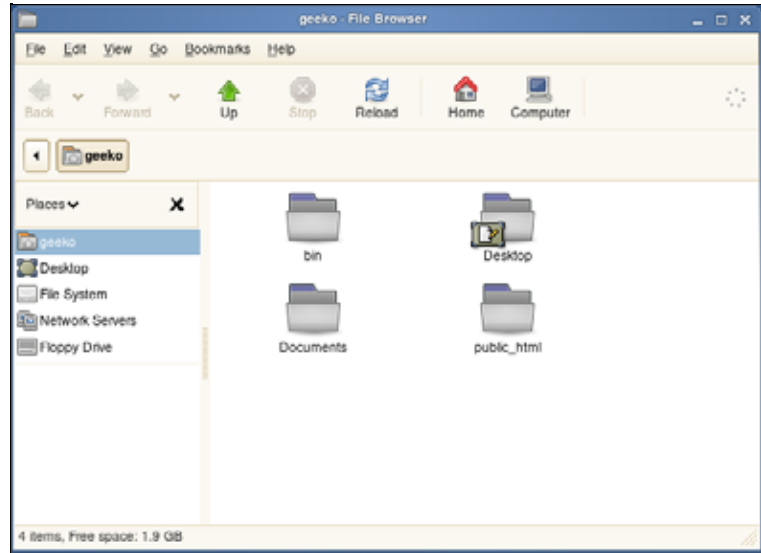 geeko - File Browser
File Edit View Go Bookmarks Help
Back Forward Up Stop Reload Home Computer
geeko
Places
geeko
Desktop
File System
Network Servers
Floppy Drive
bin Desktop
Documents public_html
4 items, Free space: 1.9 GB